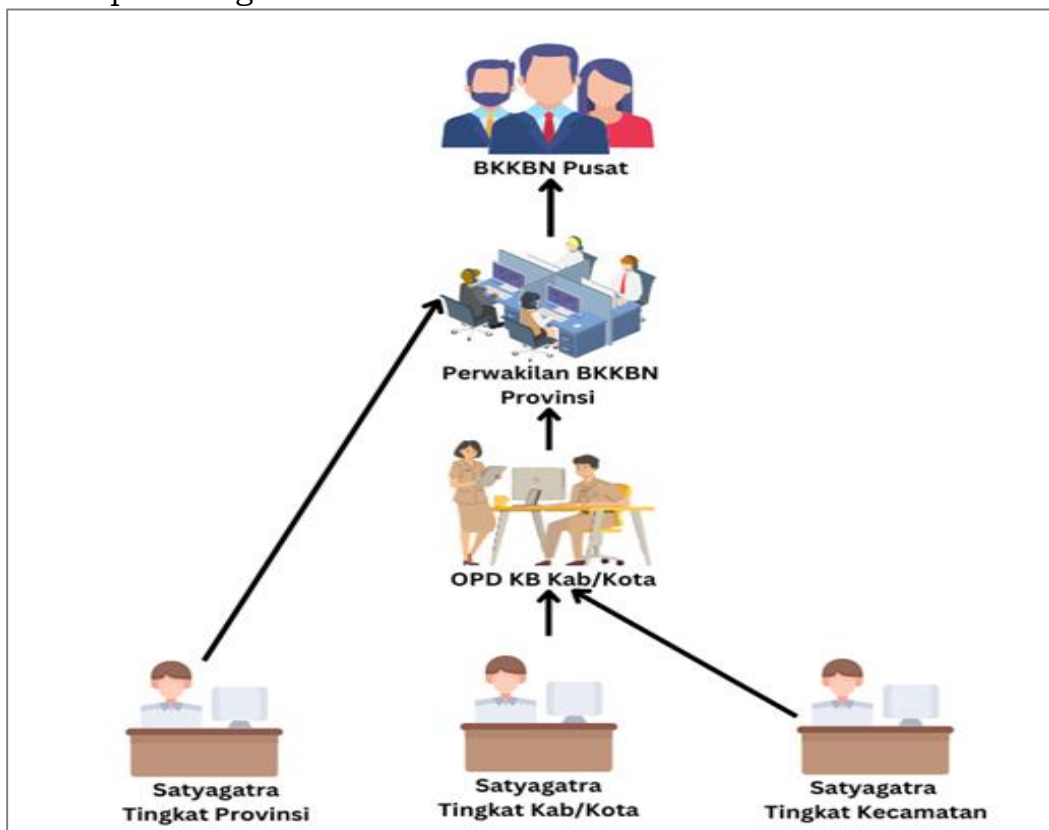 BKKBN Pusat
Perwakilan BKKBN
Provinsi
OPD KB Kab/Kota
Satyagatra
Tingkat Provinsi
Satyagatra
Tingkat Kab/Kota
Satyagatra
Tingkat Kecamatan